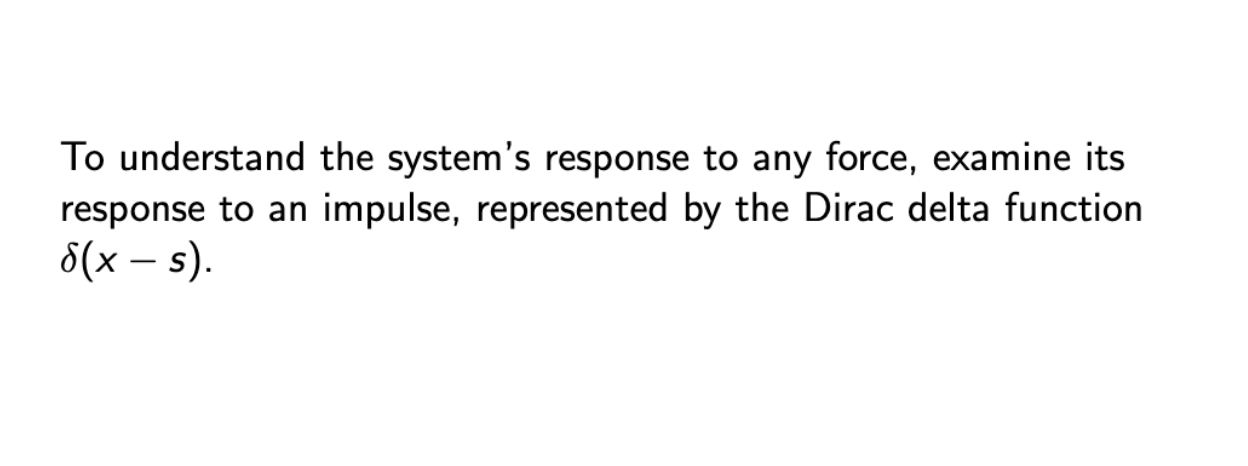 To understand the system's response to any force, examine its
response to an impulse, represented by the Dirac delta function
δ(x − s).